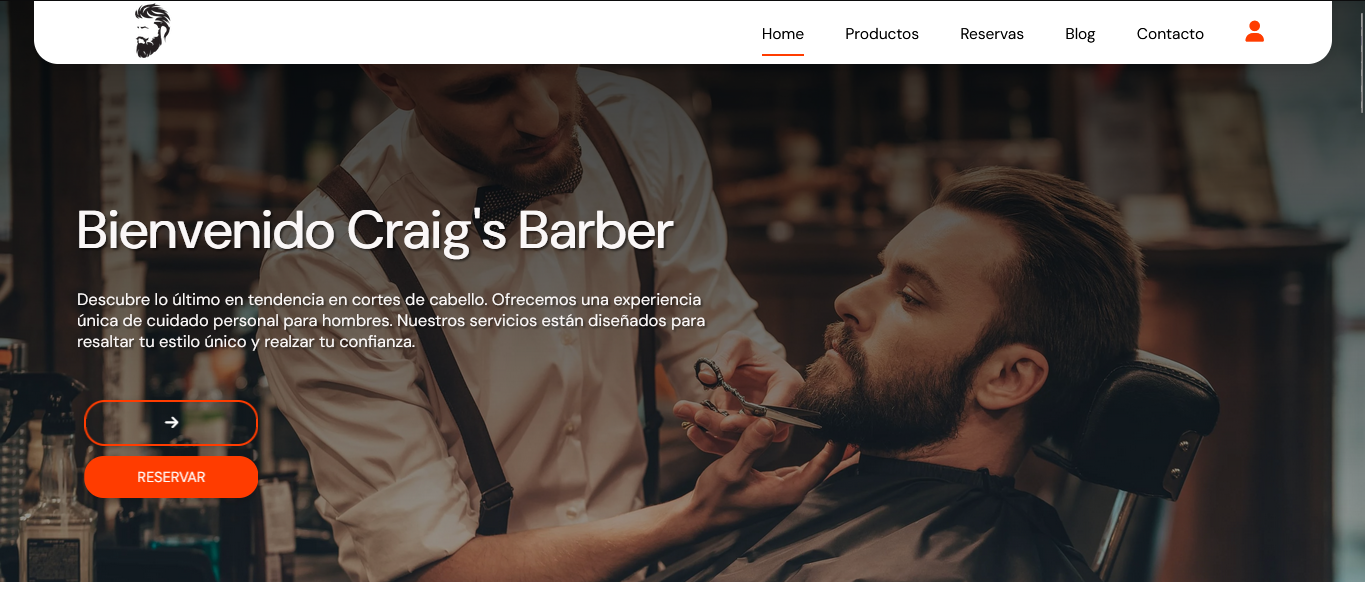 Home Productos Reservas Blog Contacto
Bienvenido Craig's Barber
Descubre lo último en tendencia en cortes de cabello. Ofrecemos una experiencia
única de cuidado personal para hombres. Nuestros servicios están diseñados para
resaltar tu estilo único y realzar tu confianza.
→
RESERVAR